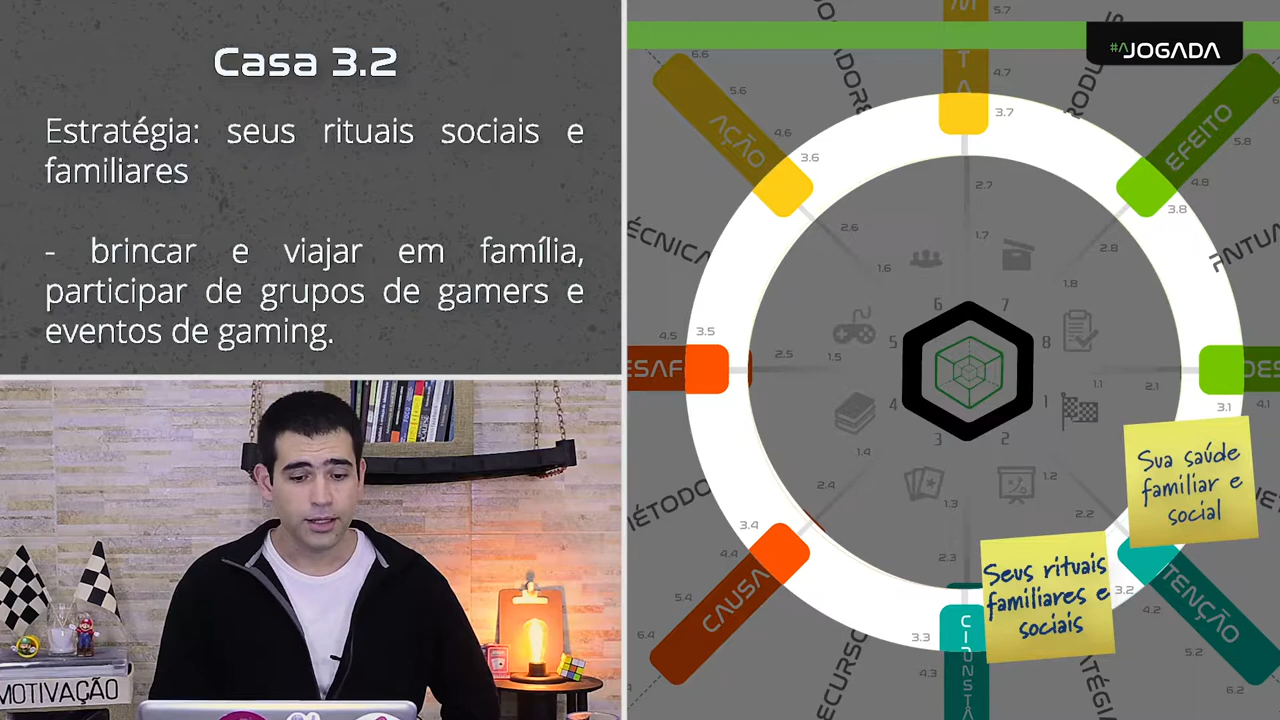 Casa 3.2
Estratégia: seus rituais sociais e
familiares
- brincar e viajar em família,
participar de grupos de gamers e
eventos de gaming.
MOTIVAÇÃO
#AJOGADA
5.7
6.6
5.6
4.7
4.6
3.7
5.8
4.8
3.6
3.8
AÇÃO
EFEITO
2.7
2.6
1.7
2.8
1.6
1.8
6
7
4.5
3.5
5
8
2.5
1.5
1.1
2.1
4.1
3.1
4
1
3
2
1.4
1.2
2.4
1.3
2.2
3.4
4.4
2.3
3.2
4.2
5.4
6.4
3.3
4.3
5.2
6.2
CAUSA
Sua saúde
familiar e
social
Seus rituais
familiares e
sociais